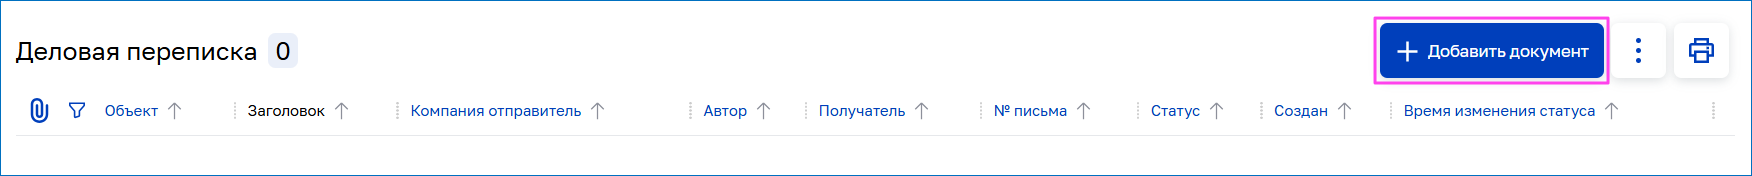 Деловая переписка 0
Добавить документ
Объект Заголовок Компания отправитель Автор Получатель № письма Статус Создан Время изменения статуса